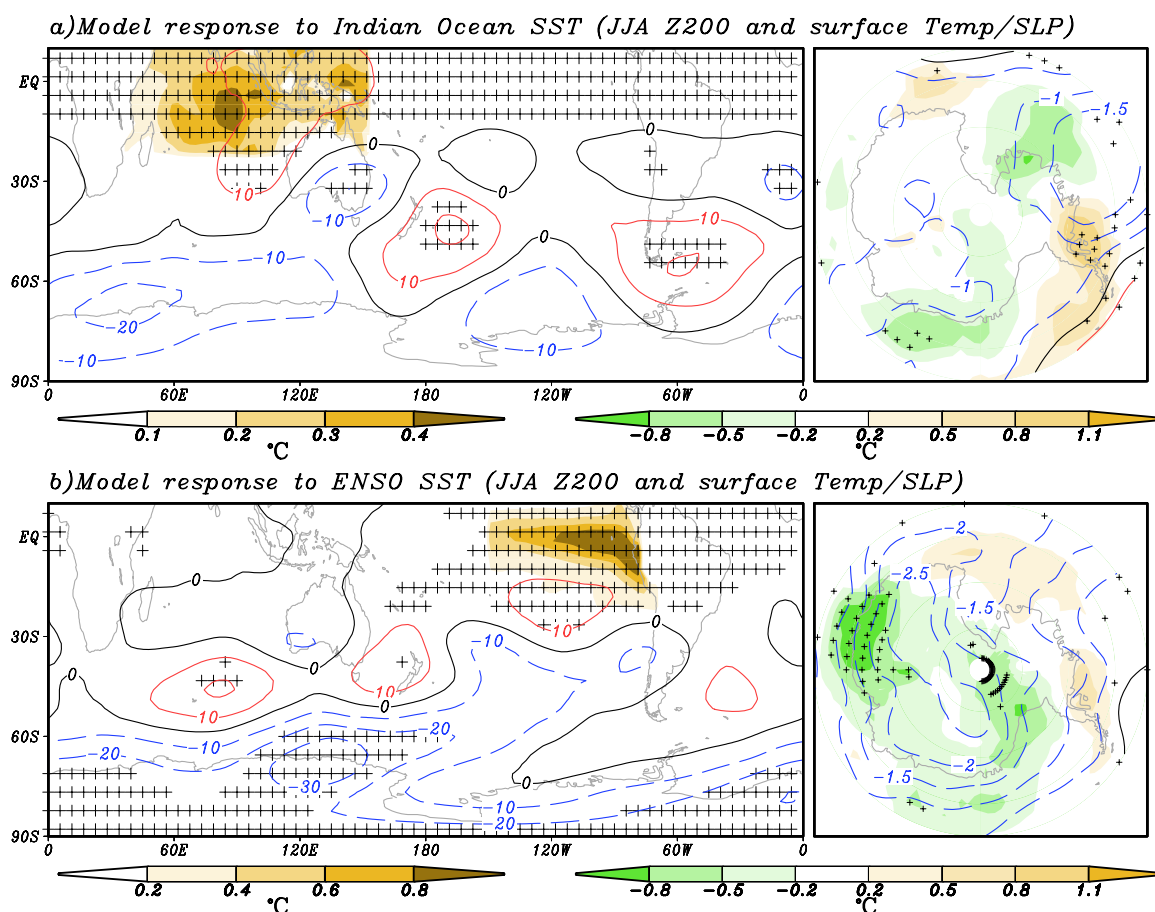 a)Model response to Indian Ocean SST (JJA Z200 and surface Temp/SLP)
EQ
30S
60S
90S
0 60E 120E 180 120W 60W 0
10
-10
0
0
0
0
10
10
-10
-20
-10
-10
-1
-1.5
-1
0.1 0.2 0.3 0.4
°C
-0.8 -0.5 -0.2 0.2 0.5 0.8 1.1
°C
b)Model response to ENSO SST (JJA Z200 and surface Temp/SLP)
EQ
30S
60S
90S
0 60E 120E 180 120W 60W 0
0
0
0
0
0
0
10
10
10
-10
-10
-20
-20
-30
-10
-20
-2
-2.5
-1.5
-2
-1.5
0.2 0.4 0.6 0.8
°C
-0.8 -0.5 -0.2 0.2 0.5 0.8 1.1
°C